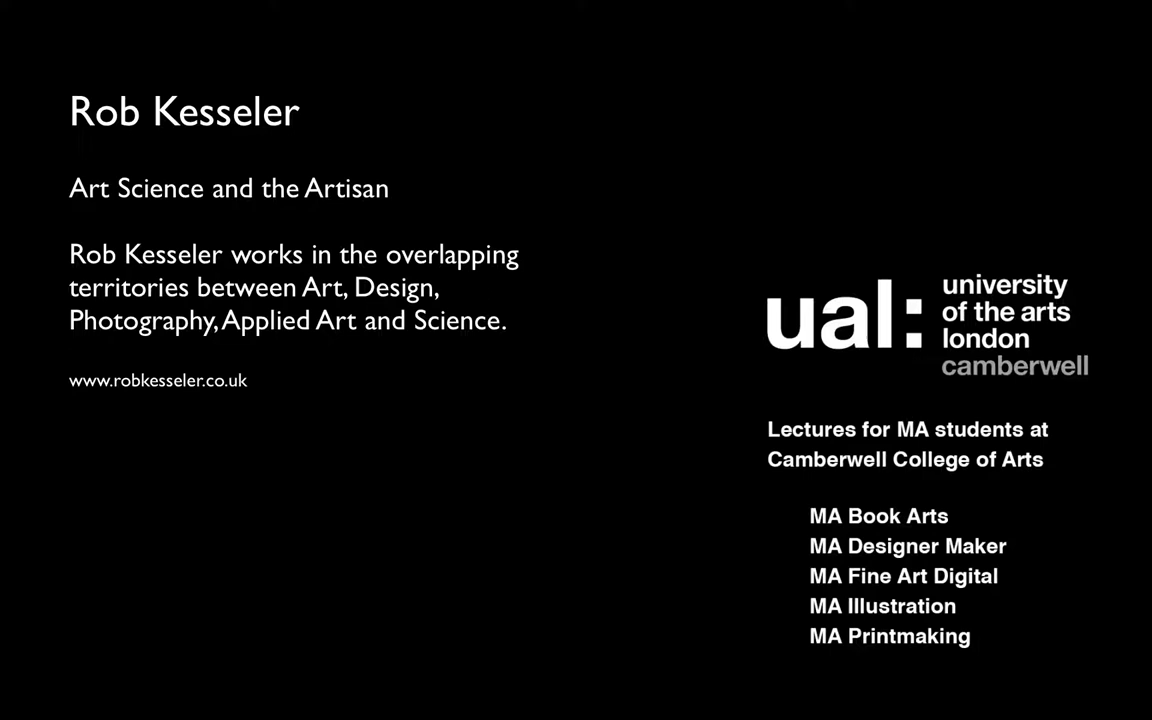 Rob Kesseler
Art Science and the Artisan
Rob Kesseler works in the overlapping
territories between Art, Design,
Photography, Applied Art and Science.
www.robkesseler.co.uk
ual:
university
of the arts
london
camberwell
Lectures for MA students at
Camberwell College of Arts
MA Book Arts
MA Designer Maker
MA Fine Art Digital
MA Illustration
MA Printmaking